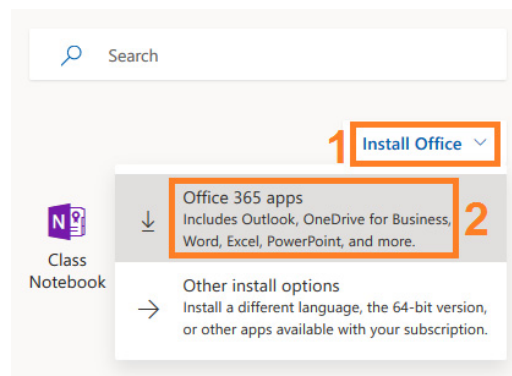 Search
1
Install Office
Office 365 apps
Includes Outlook, OneDrive for Business,
Word, Excel, PowerPoint, and more.
2
N
Class
Notebook
Other install options
Install a different language, the 64-bit version,
or other apps available with your subscription.